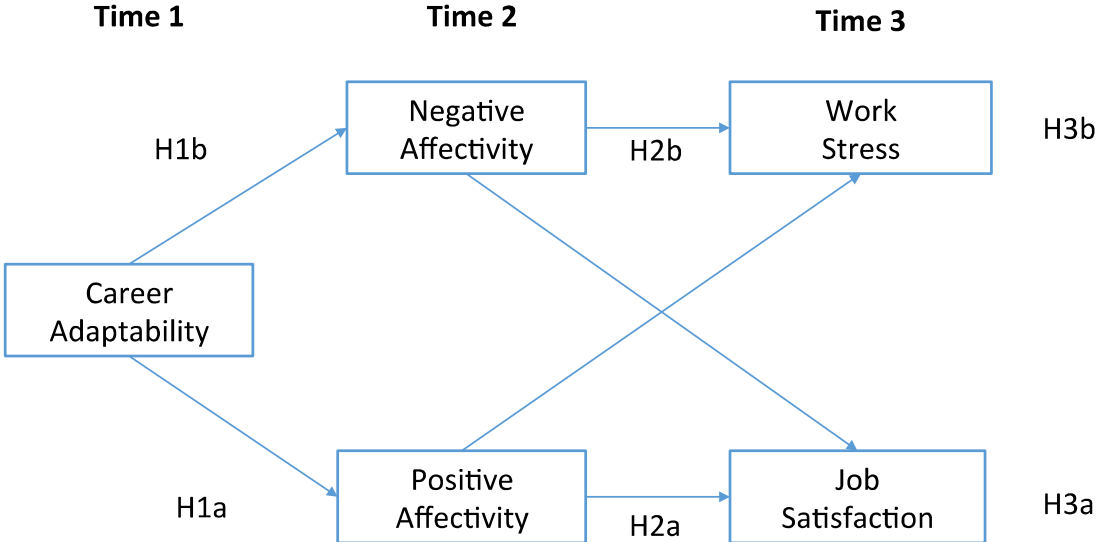 Time 1
Time 2
Time 3
Negative
Affectivity
Work
Stress
H1b
H2b
H3b
Career
Adaptability
Positive
Affectivity
Job
Satisfaction
H1a
H2a
H3a